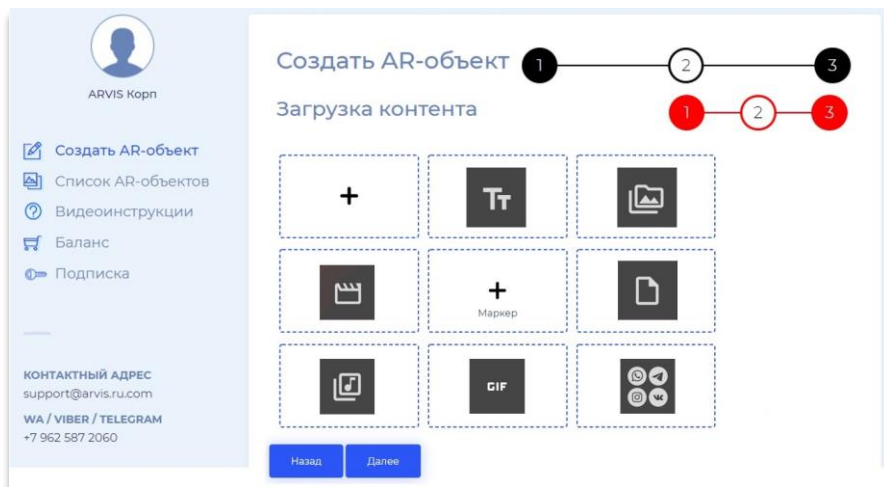 ARVIS Корп
Создать AR-объект
Список AR-объектов
Видеоинструкции
Баланс
Подписка
КОНТАКТНЫЙ АДРЕС
support@arvis.ru.com
WA / VIBER / TELEGRAM
+7 962 587 2060
Создать AR-объект 1 2 3
Загрузка контента 1 2 3
+ Tт
+
Маркер
GIF
Назад Далее